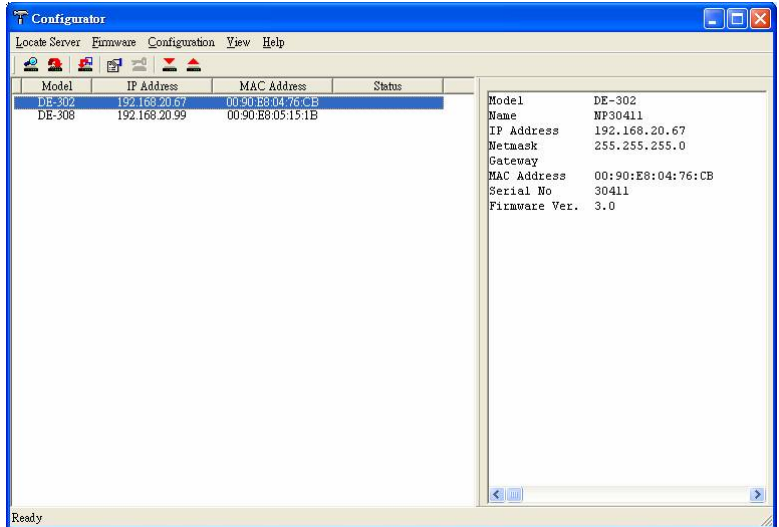 Configurator
Locate Server Firmware Configuration View Help
Model IP Address MAC Address Status
DE-302 192.168.20.67 00:90:E8:04:76:CB
DE-308 192.168.20.99 00:90:E8:05:15:1B
Model DE-302
Name NP30411
IP Address 192.168.20.67
Netmask 255.255.255.0
Gateway
MAC Address 00:90:E8:04:76:CB
Serial No 30411
Firmware Ver. 3.0
Ready